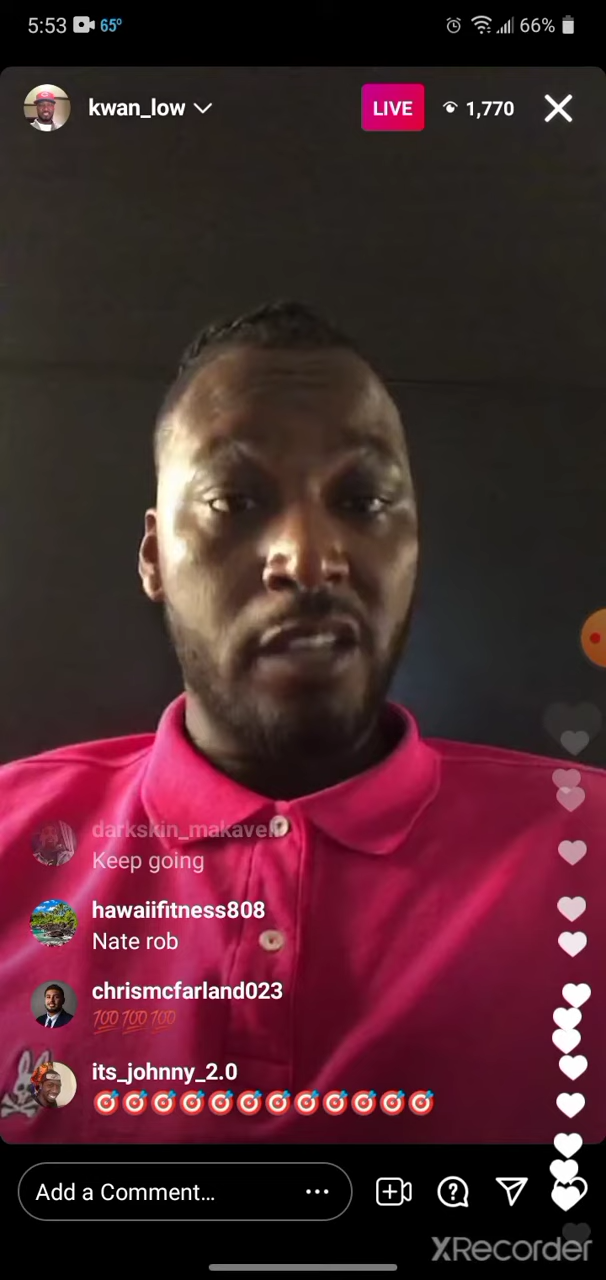 5:53 65°
66%
kwan_low
LIVE
1,770
darkskin_makaveli
Keep going
hawaiifitness808
Nate rob
chrismcfarland023
💯💯💯
its_johnny_2.0
🎯🎯🎯🎯🎯🎯🎯🎯🎯🎯🎯🎯
Add a Comment...
XRecorder